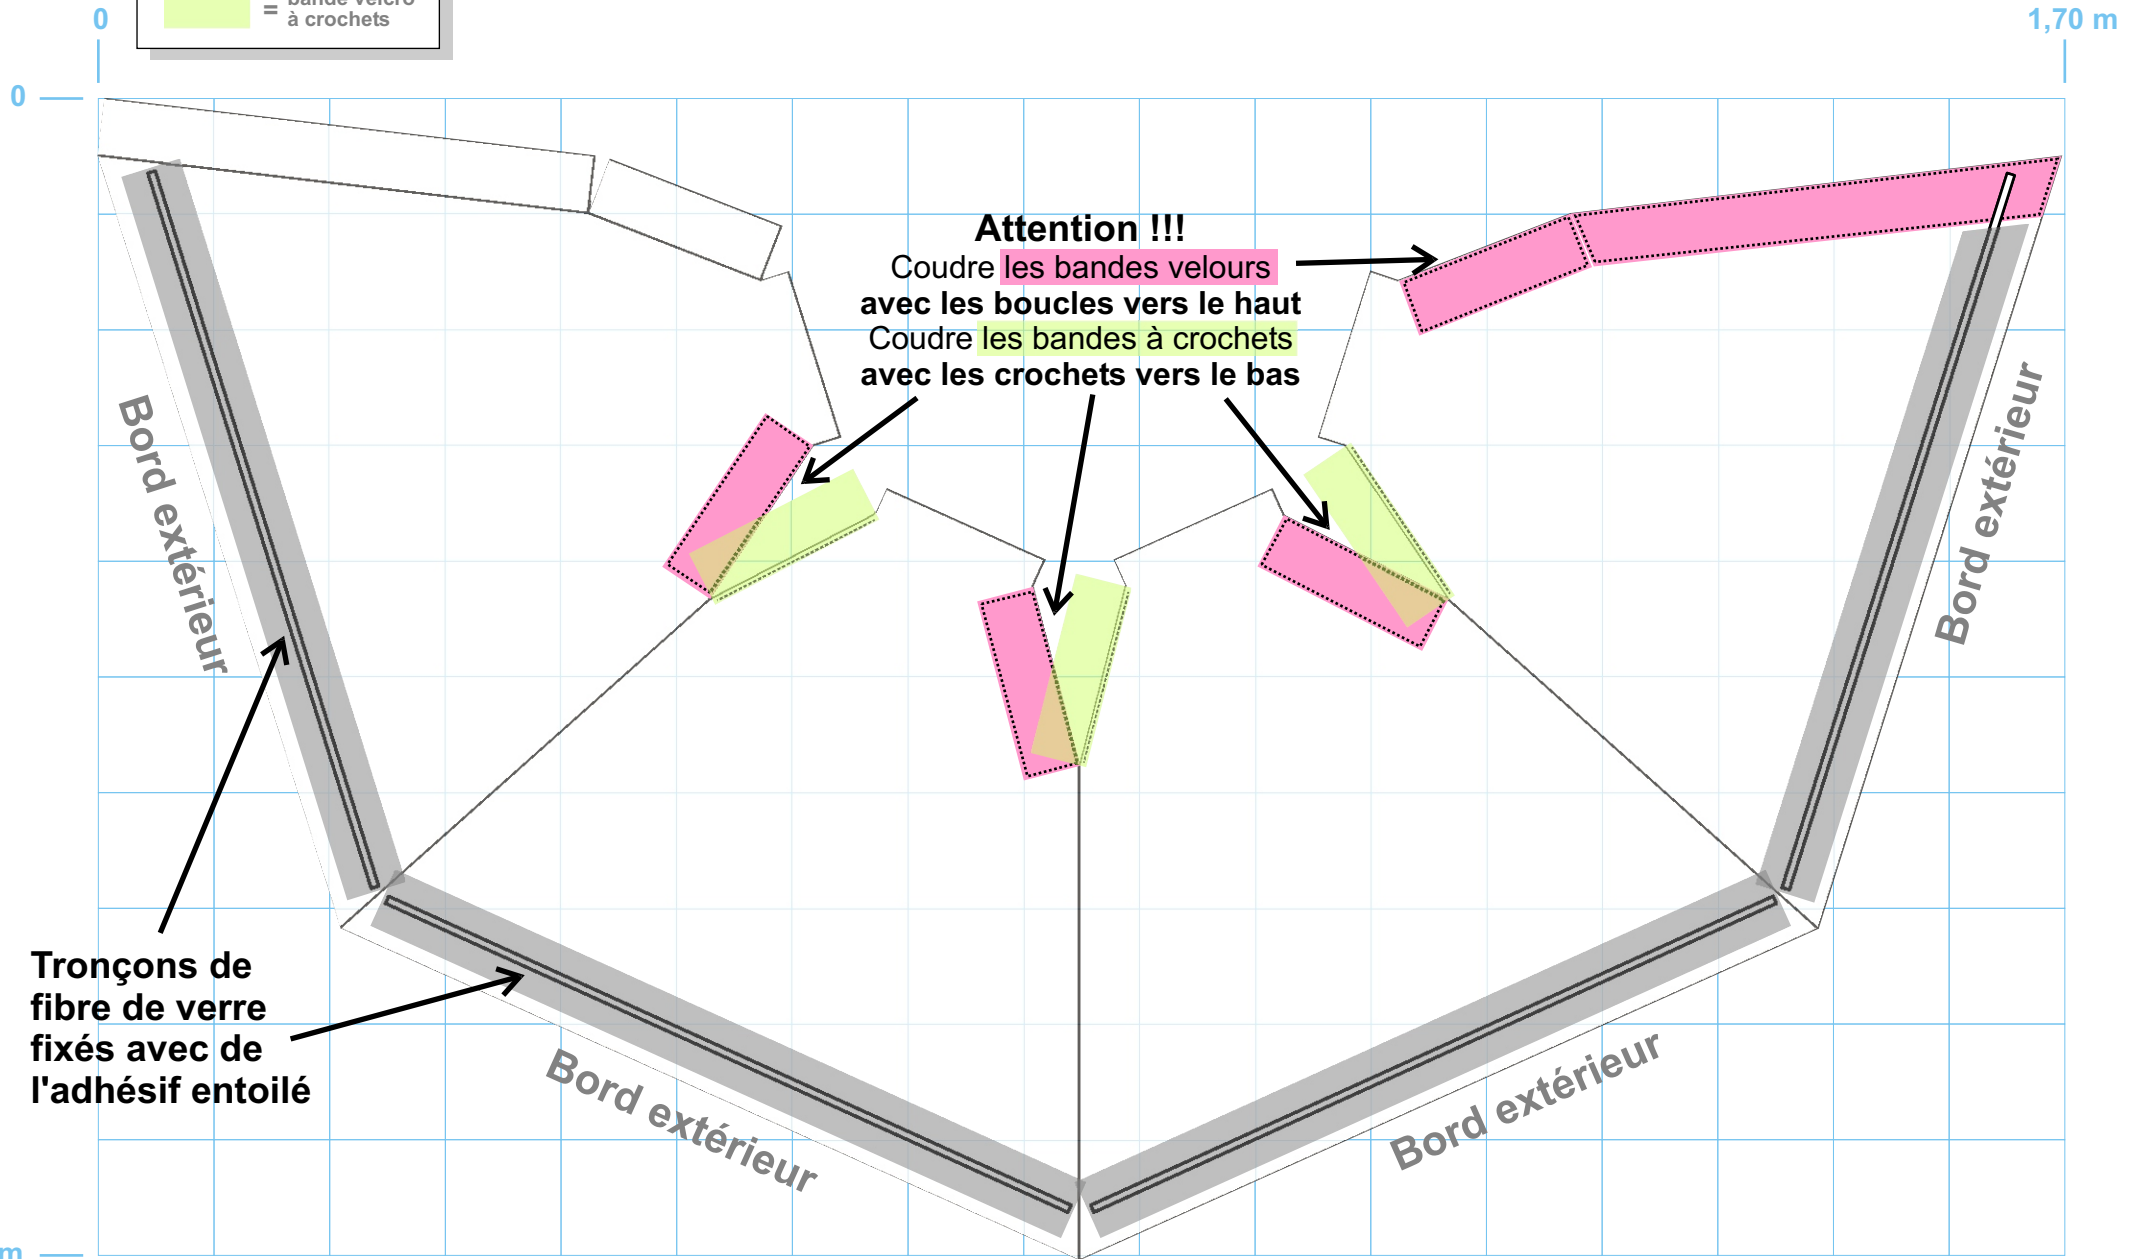 bande velcro
= à crochets
0
1,70 m
0
Attention !!!
Coudre les bandes velours
avec les boucles vers le haut
Coudre les bandes à crochets
avec les crochets vers le bas
Bord extérieur
Bord extérieur
Tronçons de
fibre de verre
fixés avec de
l'adhésif entoilé
Bord extérieur
Bord extérieur
m